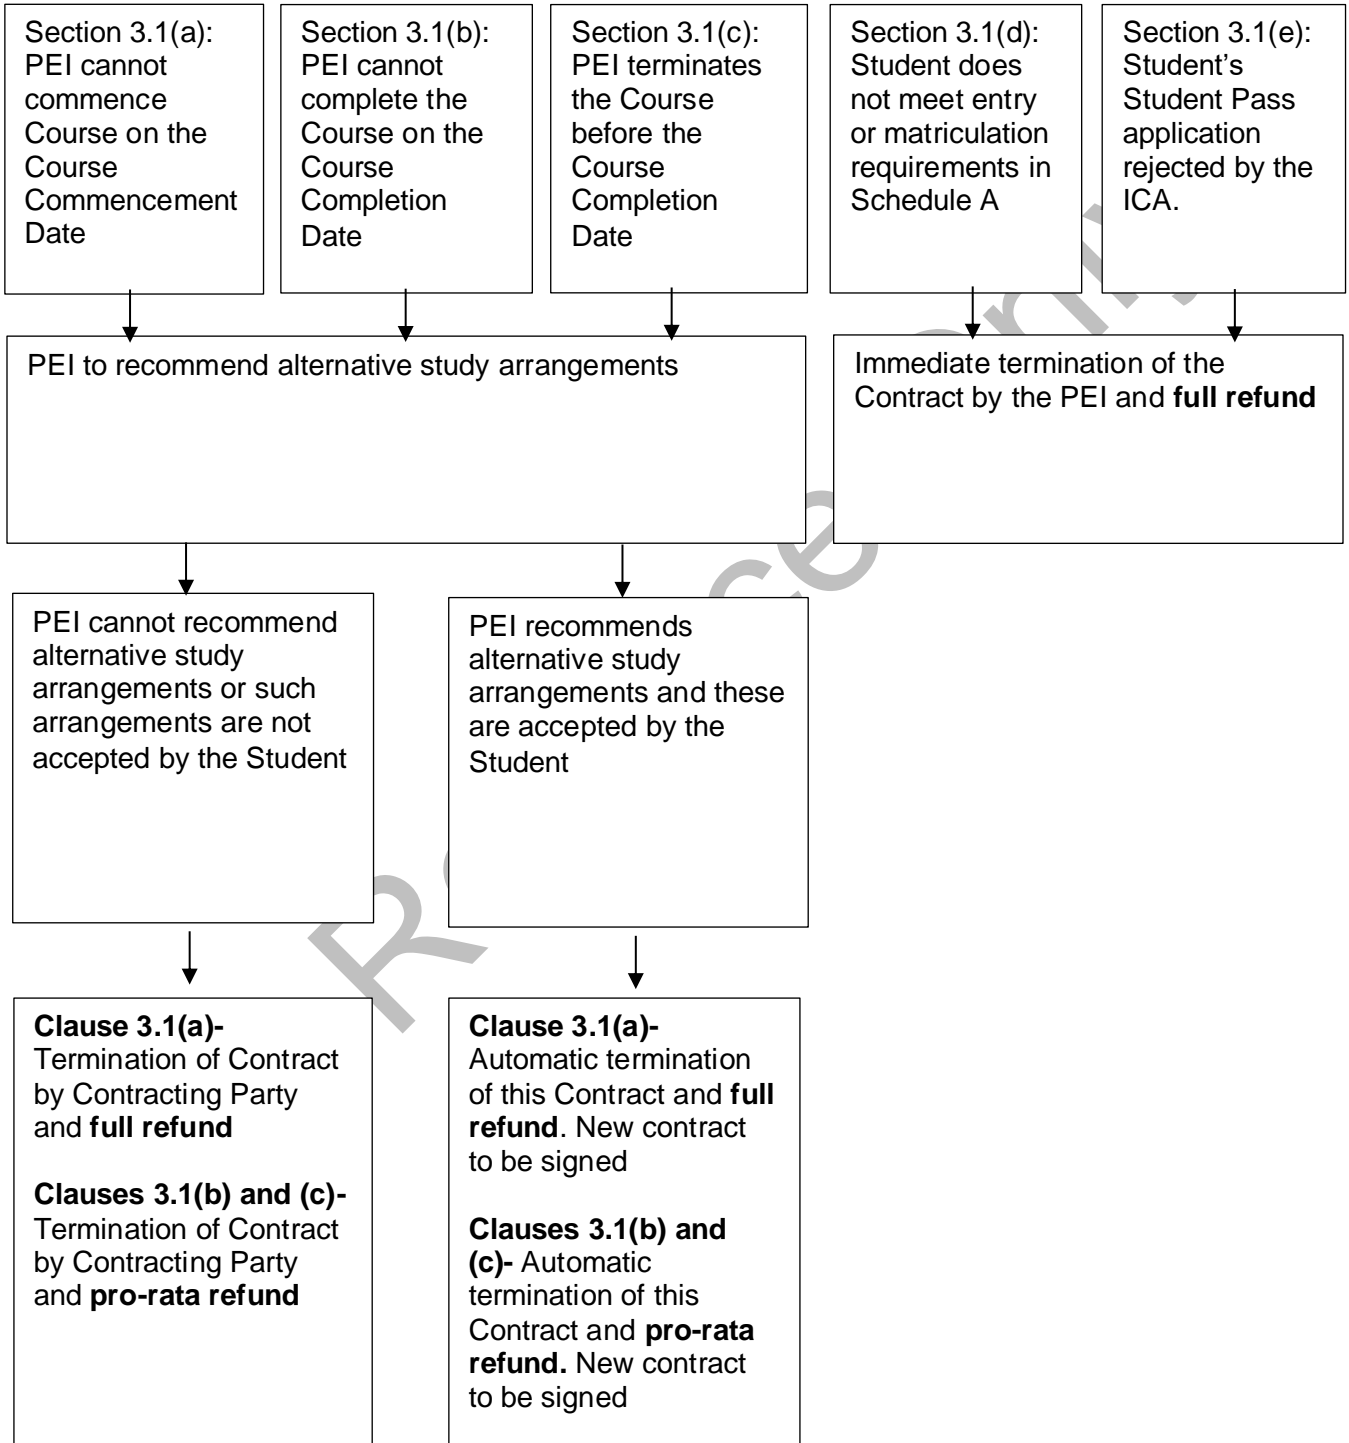 Section 3.1(a):
PEI cannot
commence
Course on the
Course
Commencement
Date
Section 3.1(b):
PEI cannot
complete the
Course on the
Course
Completion
Date
Section 3.1(c):
PEI terminates
the Course
before the
Course
Completion
Date
Section 3.1(d):
Student does
not meet entry
or matriculation
requirements in
Schedule A
Section 3.1(e):
Student’s
Student Pass
application
rejected by the
ICA.
PEI to recommend alternative study arrangements
Immediate termination of the
Contract by the PEI and full refund
PEI cannot recommend
alternative study
arrangements or such
arrangements are not
accepted by the Student
PEI recommends
alternative study
arrangements and these
are accepted by the
Student
Clause 3.1(a)-
Termination of Contract
by Contracting Party
and full refund
Clauses 3.1(b) and (c)-
Termination of Contract
by Contracting Party
and pro-rata refund
Clause 3.1(a)-
Automatic termination
of this Contract and full
refund. New contract
to be signed
Clauses 3.1(b) and
(c)- Automatic
termination of this
Contract and pro-rata
refund. New contract
to be signed